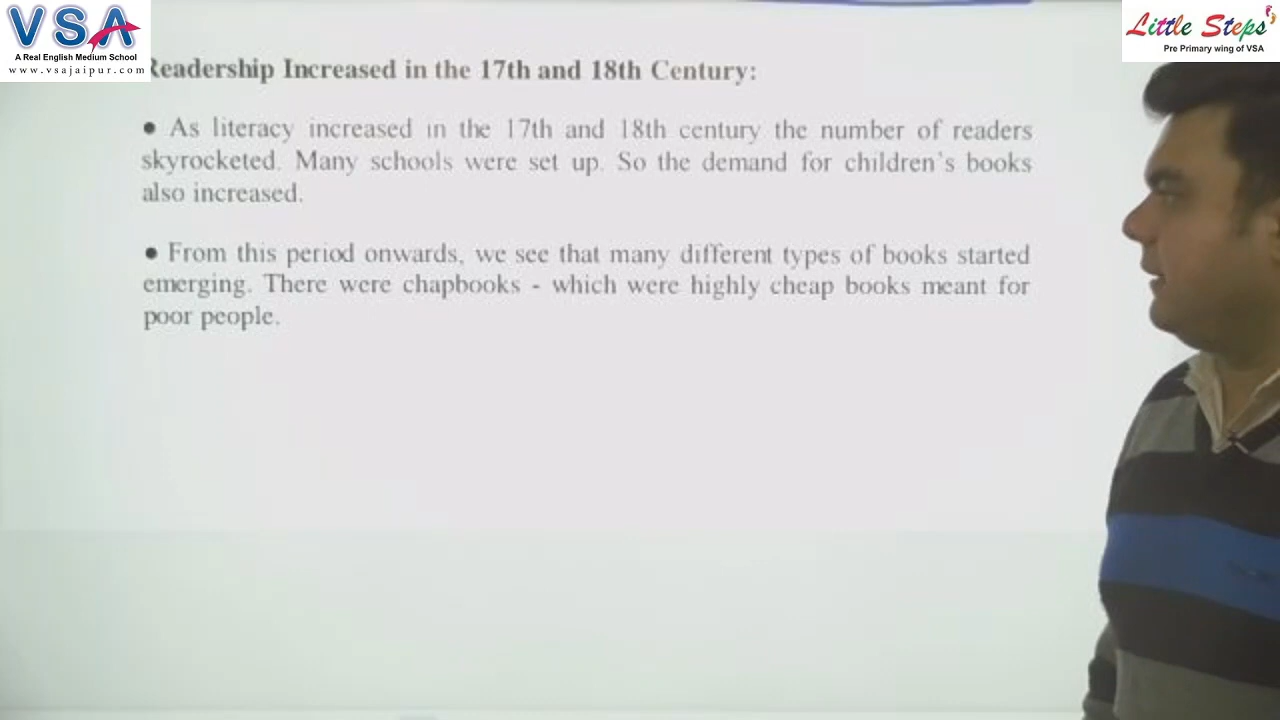 VSA
A Real English Medium School
www.vsajaipur.com
Little Steps
Pre Primary wing of VSA
Readership Increased in the 17th and 18th Century:
● As literacy increased in the 17th and 18th century the number of readers
skyrocketed. Many schools were set up. So the demand for children's books
also increased.
● From this period onwards, we see that many different types of books started
emerging. There were chapbooks - which were highly cheap books meant for
poor people.